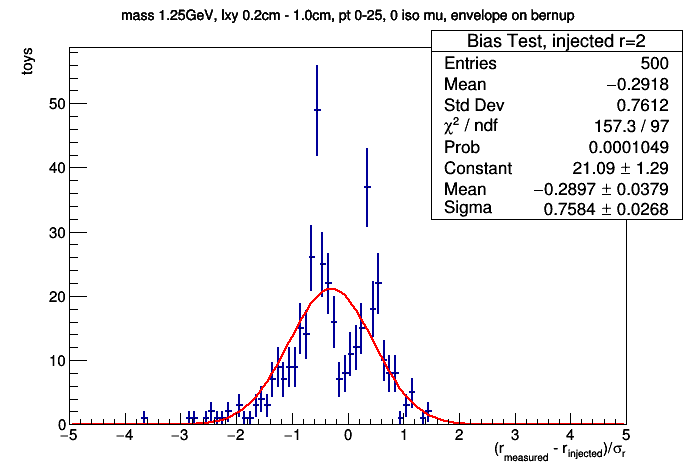 mass 1.25GeV, lxy 0.2cm - 1.0cm, pt 0-25, 0 iso mu, envelope on bernup
Bias Test, injected r=2
Entries 500
Mean −0.2918
Std Dev 0.7612
χ² / ndf 157.3 / 97
Prob 0.0001049
Constant 21.09 ± 1.29
Mean −0.2897 ± 0.0379
Sigma 0.7584 ± 0.0268
toys
50
40
30
20
10
0
−5 −4 −3 −2 −1 0 1 2 3 4 5
(r_measured - r_injected)/σ_r